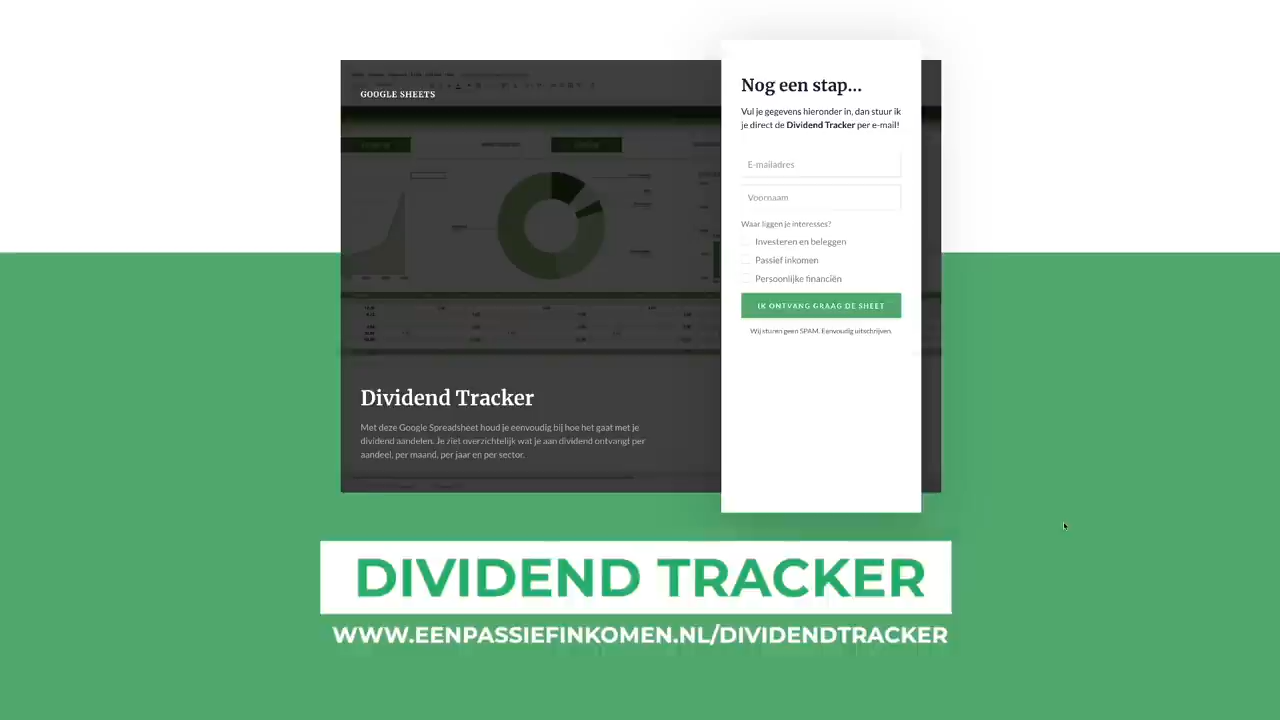 GOOGLE SHEETS
Dividend Tracker
Met deze Google Spreadsheet houd je eenvoudig bij hoe het gaat met je
dividend aandelen. Je ziet overzichtelijk wat je aan dividend ontvangt per
aandeel, per maand, per jaar en per sector.
Nog een stap...
Vul je gegevens hieronder in, dan stuur ik
je direct de Dividend Tracker per e-mail!
E-mailadres
Voornaam
Waar liggen je interesses?
Investeren en beleggen
Passief inkomen
Persoonlijke financiën
IK ONTVANG GRAAG DE SHEET
Wij sturen geen SPAM. Eenvoudig uitschrijven.
DIVIDEND TRACKER
WWW.EENPASSIEFINKOMEN.NL/DIVIDENDTRACKER